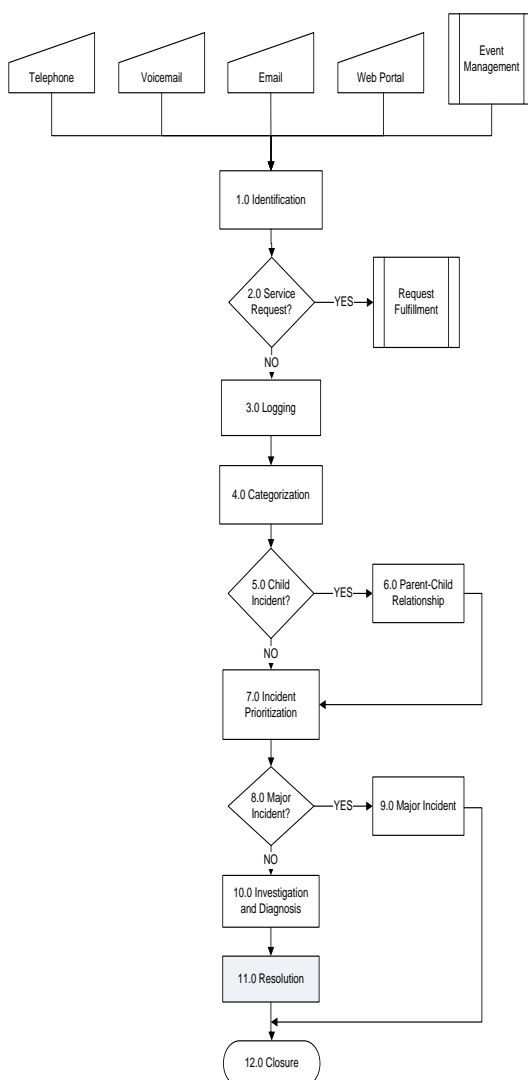 Telephone
Voicemail
Email
Web Portal
Event
Management
1.0 Identification
2.0 Service
Request?
YES
Request
Fulfillment
NO
3.0 Logging
4.0 Categorization
5.0 Child
Incident?
YES
6.0 Parent-Child
Relationship
NO
7.0 Incident
Prioritization
8.0 Major
Incident?
YES
9.0 Major Incident
NO
10.0 Investigation
and Diagnosis
11.0 Resolution
12.0 Closure